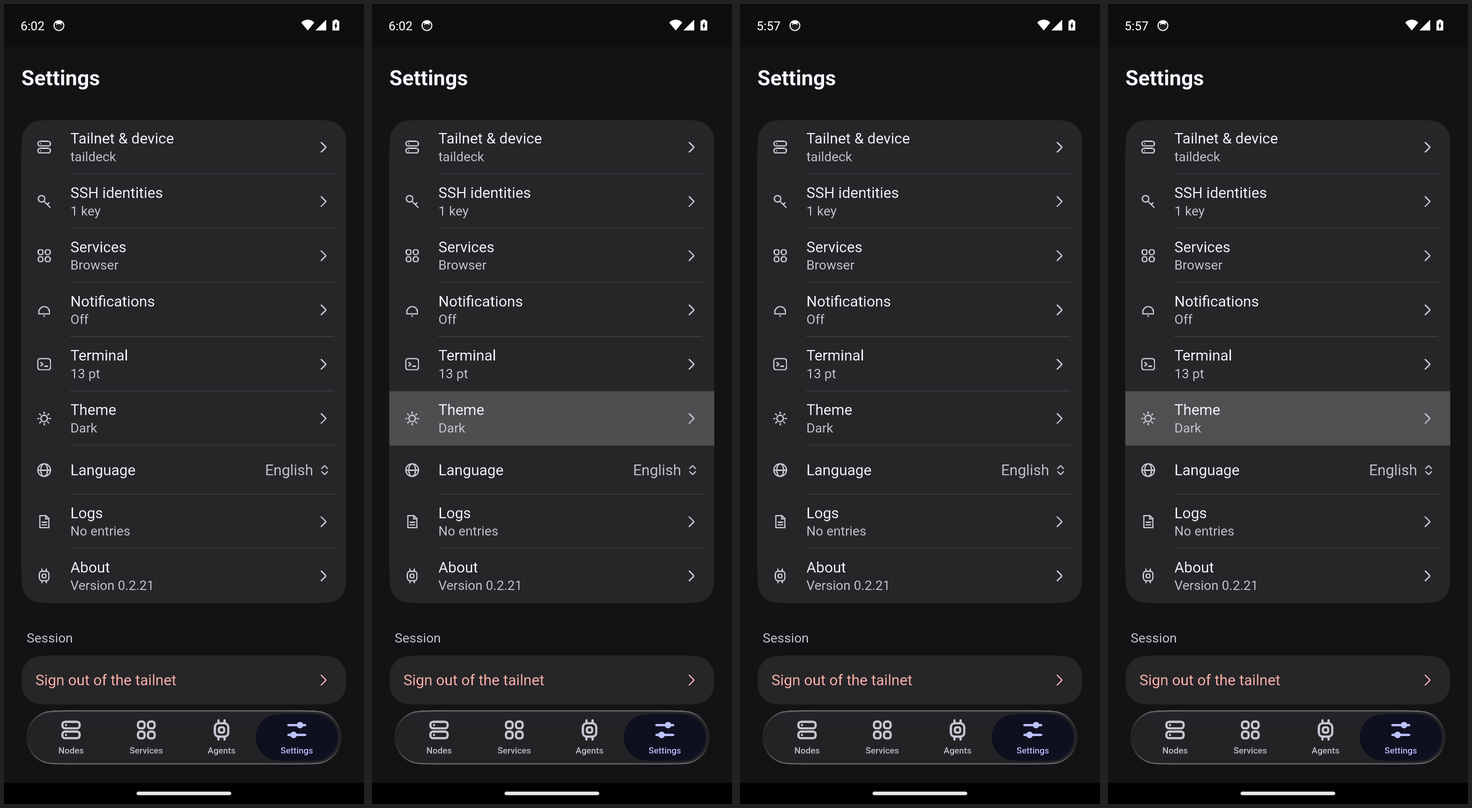 6:02
Settings
Tailnet & device
taildeck
SSH identities
1 key
Services
Browser
Notifications
Off
Terminal
13 pt
Theme
Dark
Language English
Logs
No entries
About
Version 0.2.21
Session
Sign out of the tailnet
Nodes Services Agents Settings
6:02
Settings
Tailnet & device
taildeck
SSH identities
1 key
Services
Browser
Notifications
Off
Terminal
13 pt
Theme
Dark
Language English
Logs
No entries
About
Version 0.2.21
Session
Sign out of the tailnet
Nodes Services Agents Settings
5:57
Settings
Tailnet & device
taildeck
SSH identities
1 key
Services
Browser
Notifications
Off
Terminal
13 pt
Theme
Dark
Language English
Logs
No entries
About
Version 0.2.21
Session
Sign out of the tailnet
Nodes Services Agents Settings
5:57
Settings
Tailnet & device
taildeck
SSH identities
1 key
Services
Browser
Notifications
Off
Terminal
13 pt
Theme
Dark
Language English
Logs
No entries
About
Version 0.2.21
Session
Sign out of the tailnet
Nodes Services Agents Settings